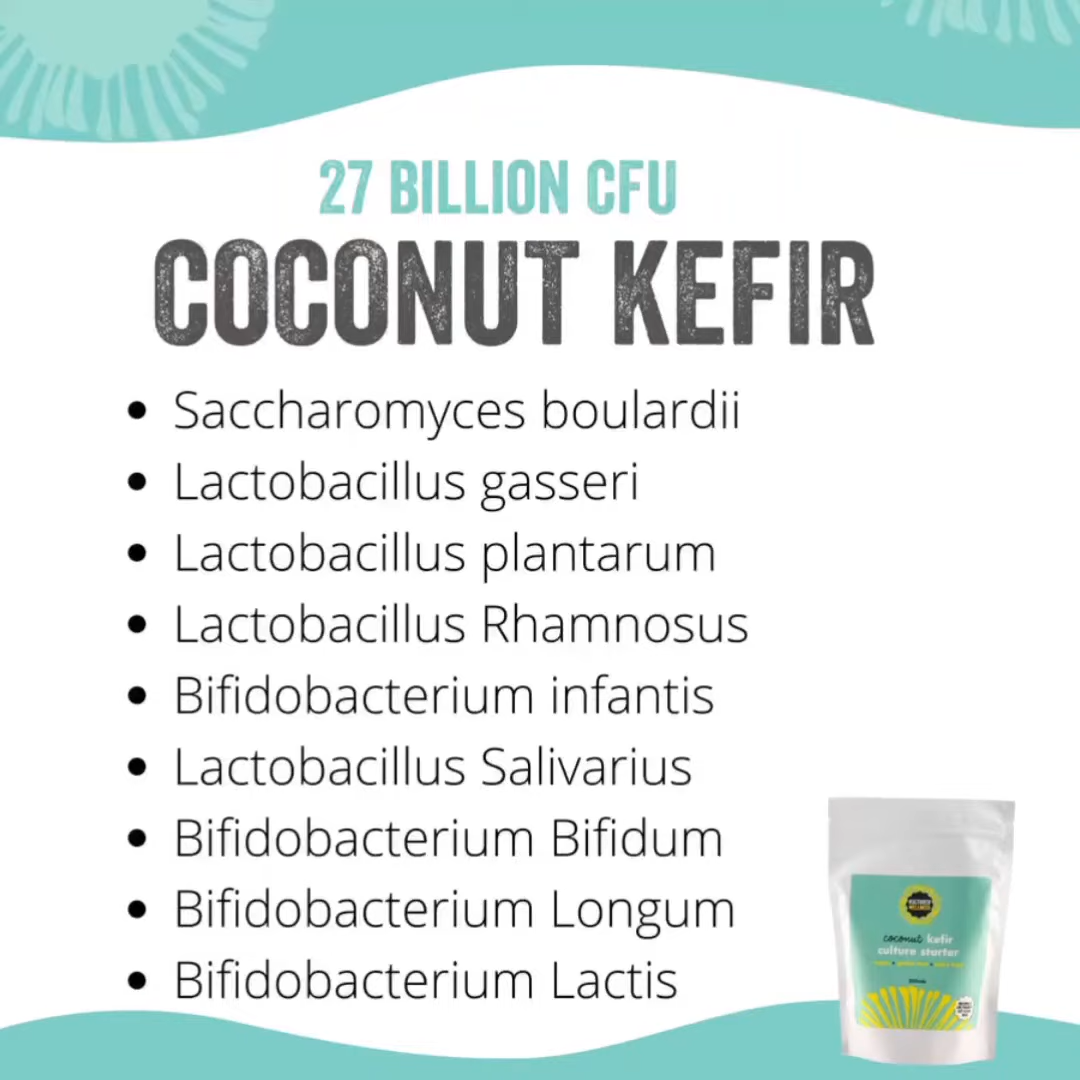 27 BILLION CFU
COCONUT KEFIR
• Saccharomyces boulardii
• Lactobacillus gasseri
• Lactobacillus plantarum
• Lactobacillus Rhamnosus
• Bifidobacterium infantis
• Lactobacillus Salivarius
• Bifidobacterium Bifidum
• Bifidobacterium Longum
• Bifidobacterium Lactis
WELLNESS
coconut kefir
culture starter